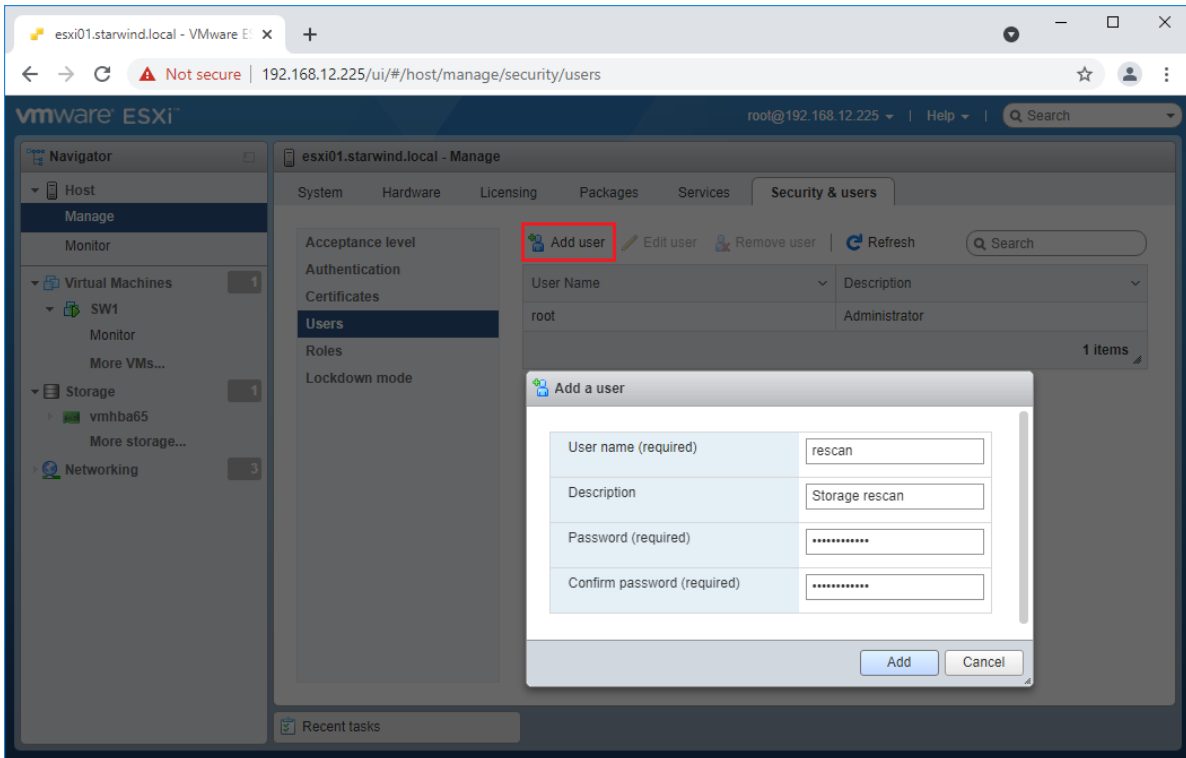 esxi01.starwind.local - VMware ES
Not secure | 192.168.12.225/ui/#/host/manage/security/users
vmware ESXi™
root@192.168.12.225 | Help | Search
Navigator
esxi01.starwind.local - Manage
Host
System Hardware Licensing Packages Services Security & users
Manage
Monitor
Acceptance level
Add user Edit user Remove user | Refresh Search
Authentication
Virtual Machines 1
User Name Description
Certificates
SW1
Users
root Administrator
Monitor
Roles
1 items
More VMs...
Lockdown mode
Storage 1
Add a user
vmhba65
More storage...
User name (required) rescan
Networking 3
Description Storage rescan
Password (required) ••••••••••••
Confirm password (required) ••••••••••••
Add Cancel
Recent tasks